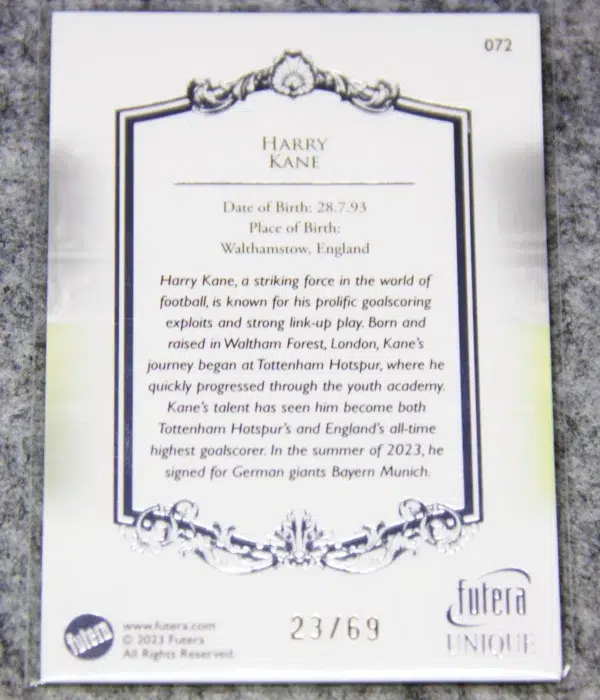 072
HARRY
KANE
Date of Birth: 28.7.93
Place of Birth:
Walthamstow, England
Harry Kane, a striking force in the world of
football, is known for his prolific goalscoring
exploits and strong link-up play. Born and
raised in Waltham Forest, London, Kane's
journey began at Tottenham Hotspur, where he
quickly progressed through the youth academy.
Kane's talent has seen him become both
Tottenham Hotspur's and England's all-time
highest goalscorer. In the summer of 2023, he
signed for German giants Bayern Munich.
futera
www.futera.com
© 2023 Futera
All Rights Reserved.
23/69
futera
UNIQUE